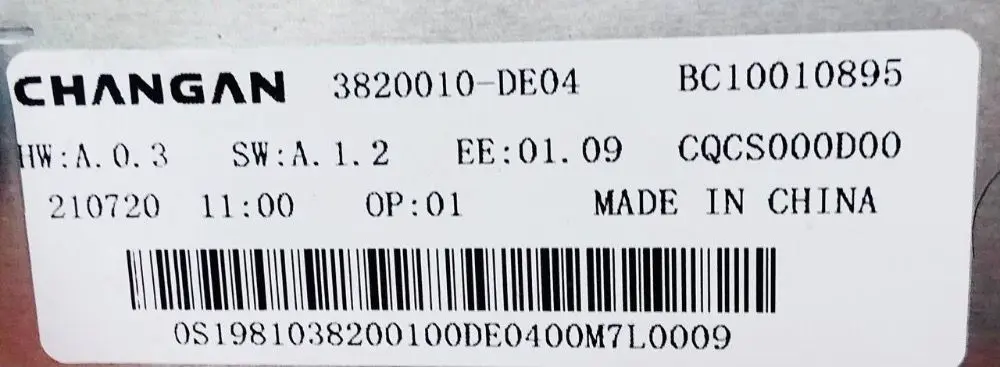 CHANGAN 3820010-DE04 BC10010895
HW:A.0.3 SW:A.1.2 EE:01.09 CQCS000D00
210720 11:00 OP:01 MADE IN CHINA
0S1981038200100DE0400M7L0009